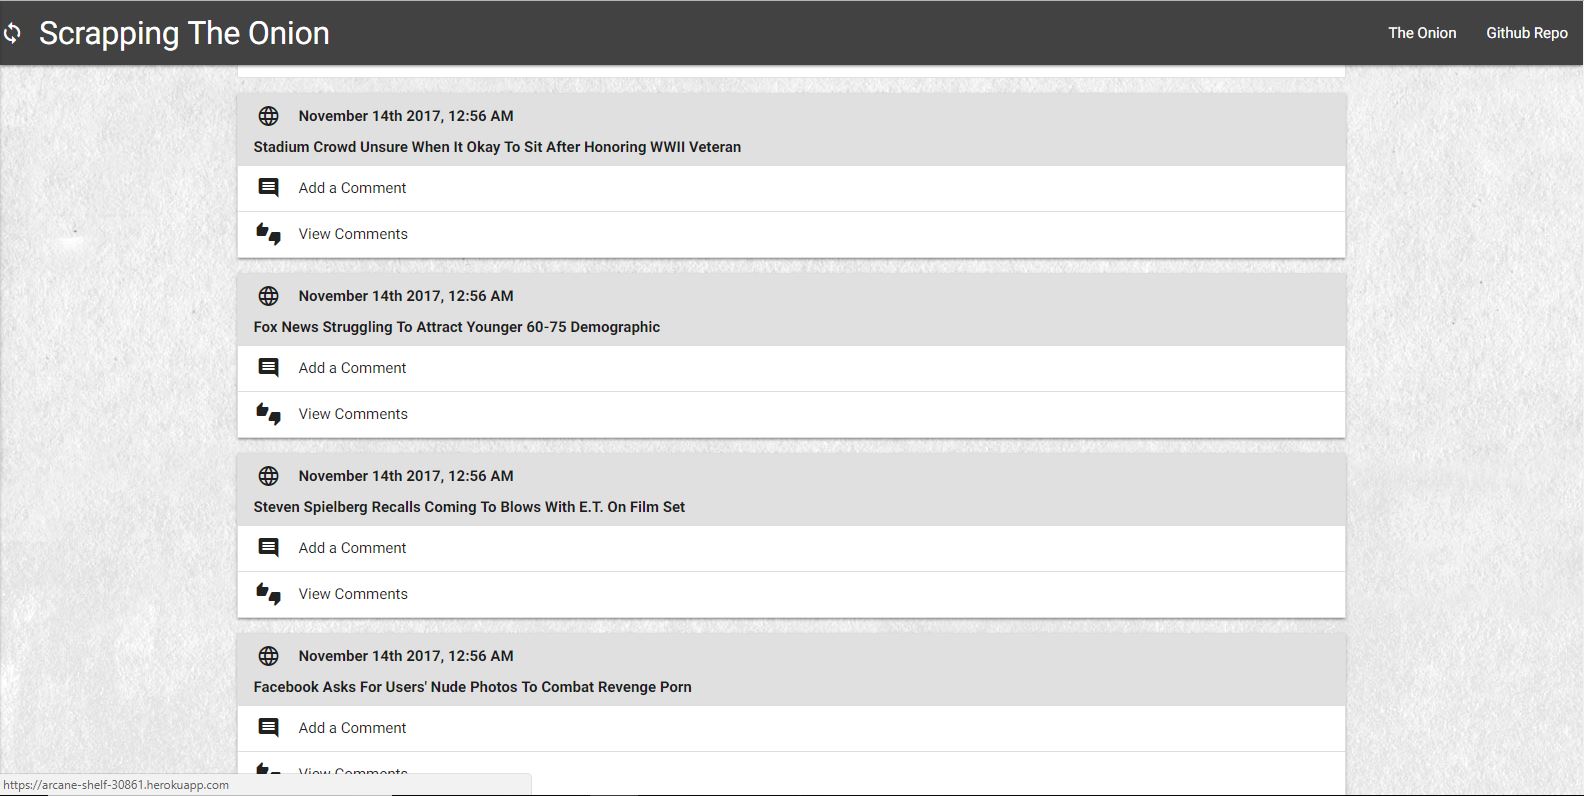 Scrapping The Onion
The Onion
Github Repo
November 14th 2017, 12:56 AM
Stadium Crowd Unsure When It Okay To Sit After Honoring WWII Veteran
Add a Comment
View Comments
November 14th 2017, 12:56 AM
Fox News Struggling To Attract Younger 60-75 Demographic
Add a Comment
View Comments
November 14th 2017, 12:56 AM
Steven Spielberg Recalls Coming To Blows With E.T. On Film Set
Add a Comment
View Comments
November 14th 2017, 12:56 AM
Facebook Asks For Users' Nude Photos To Combat Revenge Porn
Add a Comment
View Comments
https://arcane-shelf-30861.herokuapp.com